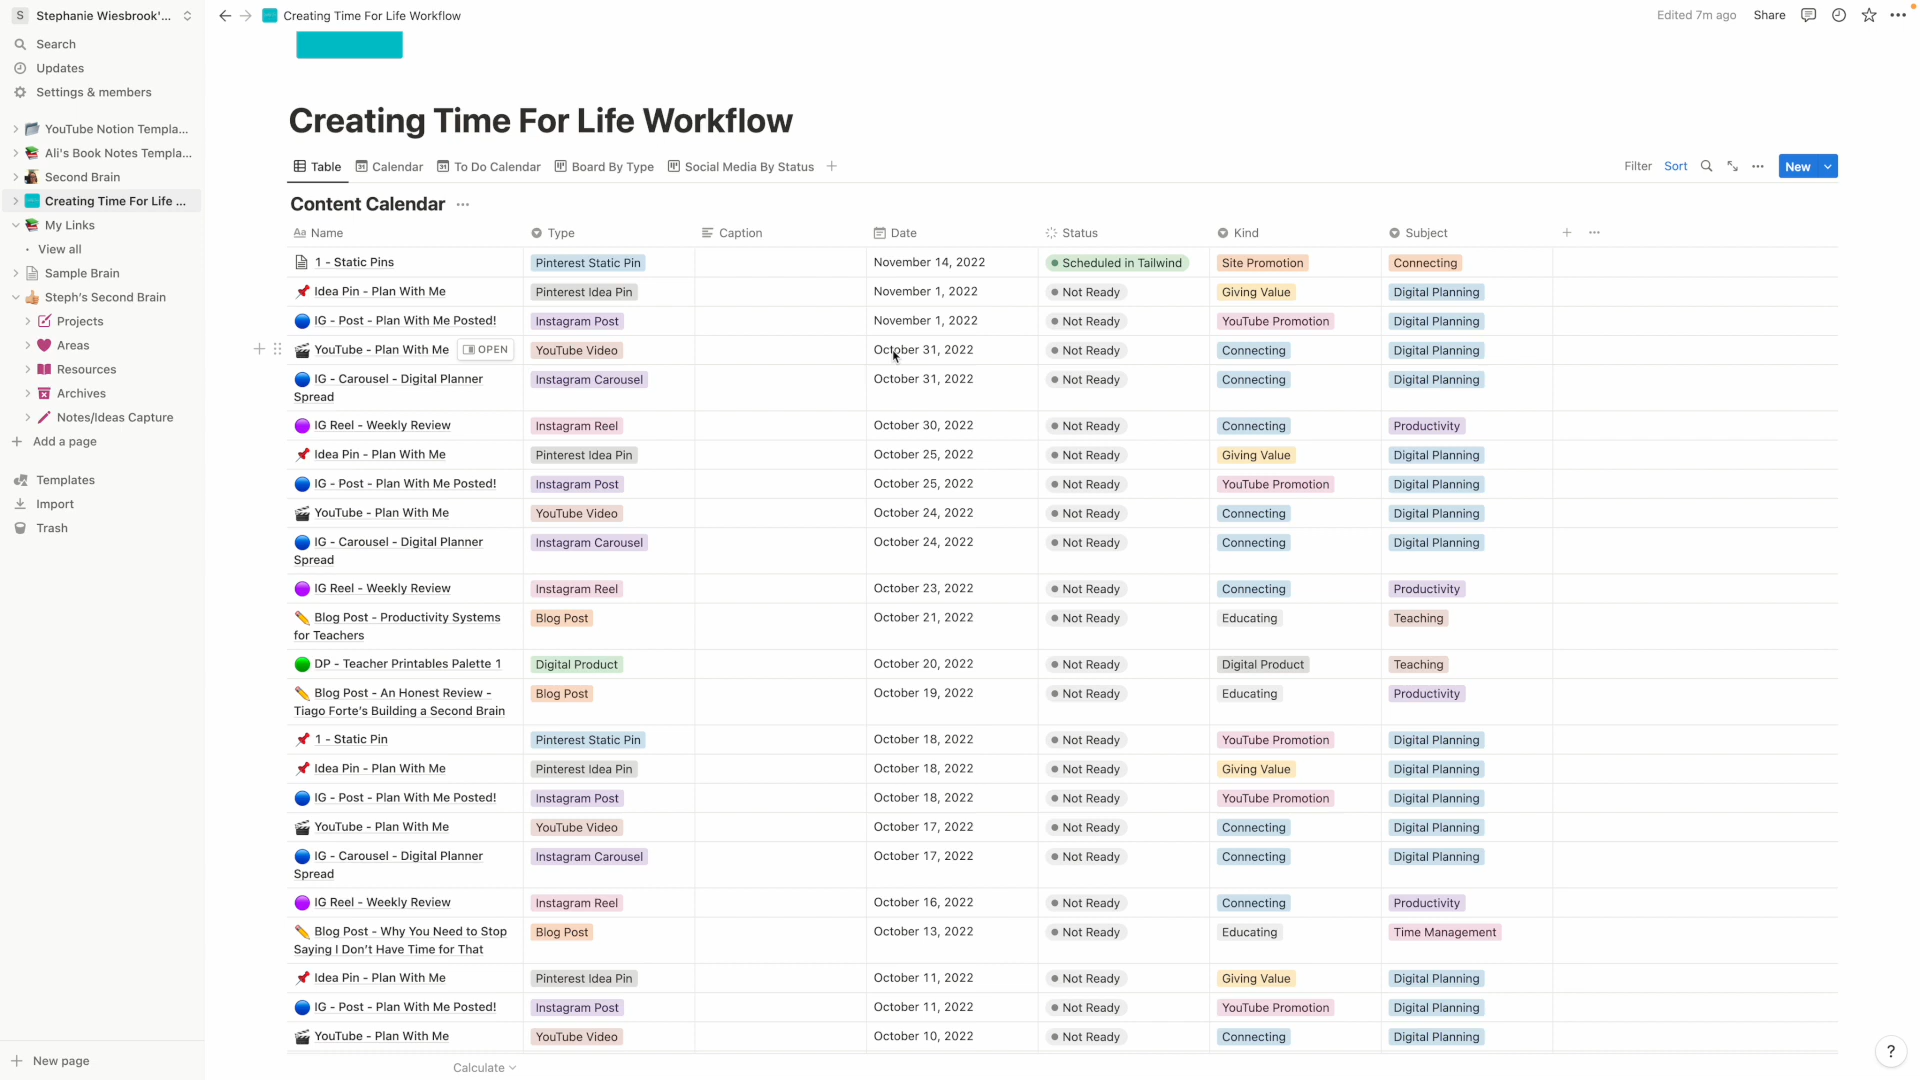 S Stephanie Wiesbrook'...
Creating Time For Life Workflow
Edited 7m ago Share
Search
Updates
Settings & members
YouTube Notion Templa...
Ali's Book Notes Templa...
Second Brain
Creating Time For Life ...
My Links
View all
Sample Brain
Steph's Second Brain
Projects
Areas
Resources
Archives
Notes/Ideas Capture
Add a page
Templates
Import
Trash
New page
Creating Time For Life Workflow
Table Calendar To Do Calendar Board By Type Social Media By Status
Filter Sort New
Content Calendar
Aa Name Type Caption Date Status Kind Subject
1 - Static Pins Pinterest Static Pin November 14, 2022 Scheduled in Tailwind Site Promotion Connecting
Idea Pin - Plan With Me Pinterest Idea Pin November 1, 2022 Not Ready Giving Value Digital Planning
IG - Post - Plan With Me Posted! Instagram Post November 1, 2022 Not Ready YouTube Promotion Digital Planning
YouTube - Plan With Me OPEN YouTube Video October 31, 2022 Not Ready Connecting Digital Planning
IG - Carousel - Digital Planner Instagram Carousel October 31, 2022 Not Ready Connecting Digital Planning
Spread
IG Reel - Weekly Review Instagram Reel October 30, 2022 Not Ready Connecting Productivity
Idea Pin - Plan With Me Pinterest Idea Pin October 25, 2022 Not Ready Giving Value Digital Planning
IG - Post - Plan With Me Posted! Instagram Post October 25, 2022 Not Ready YouTube Promotion Digital Planning
YouTube - Plan With Me YouTube Video October 24, 2022 Not Ready Connecting Digital Planning
IG - Carousel - Digital Planner Instagram Carousel October 24, 2022 Not Ready Connecting Digital Planning
Spread
IG Reel - Weekly Review Instagram Reel October 23, 2022 Not Ready Connecting Productivity
Blog Post - Productivity Systems Blog Post October 21, 2022 Not Ready Educating Teaching
for Teachers
DP - Teacher Printables Palette 1 Digital Product October 20, 2022 Not Ready Digital Product Teaching
Blog Post - An Honest Review - Blog Post October 19, 2022 Not Ready Educating Productivity
Tiago Forte's Building a Second Brain
1 - Static Pin Pinterest Static Pin October 18, 2022 Not Ready YouTube Promotion Digital Planning
Idea Pin - Plan With Me Pinterest Idea Pin October 18, 2022 Not Ready Giving Value Digital Planning
IG - Post - Plan With Me Posted! Instagram Post October 18, 2022 Not Ready YouTube Promotion Digital Planning
YouTube - Plan With Me YouTube Video October 17, 2022 Not Ready Connecting Digital Planning
IG - Carousel - Digital Planner Instagram Carousel October 17, 2022 Not Ready Connecting Digital Planning
Spread
IG Reel - Weekly Review Instagram Reel October 16, 2022 Not Ready Connecting Productivity
Blog Post - Why You Need to Stop Blog Post October 13, 2022 Not Ready Educating Time Management
Saying I Don't Have Time for That
Idea Pin - Plan With Me Pinterest Idea Pin October 11, 2022 Not Ready Giving Value Digital Planning
IG - Post - Plan With Me Posted! Instagram Post October 11, 2022 Not Ready YouTube Promotion Digital Planning
YouTube - Plan With Me YouTube Video October 10, 2022 Not Ready Connecting Digital Planning
Calculate
?